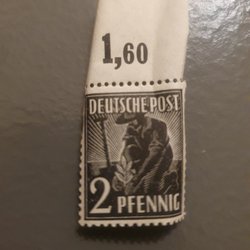 1,60
DEUTSCHE POST
2 PFENNIG